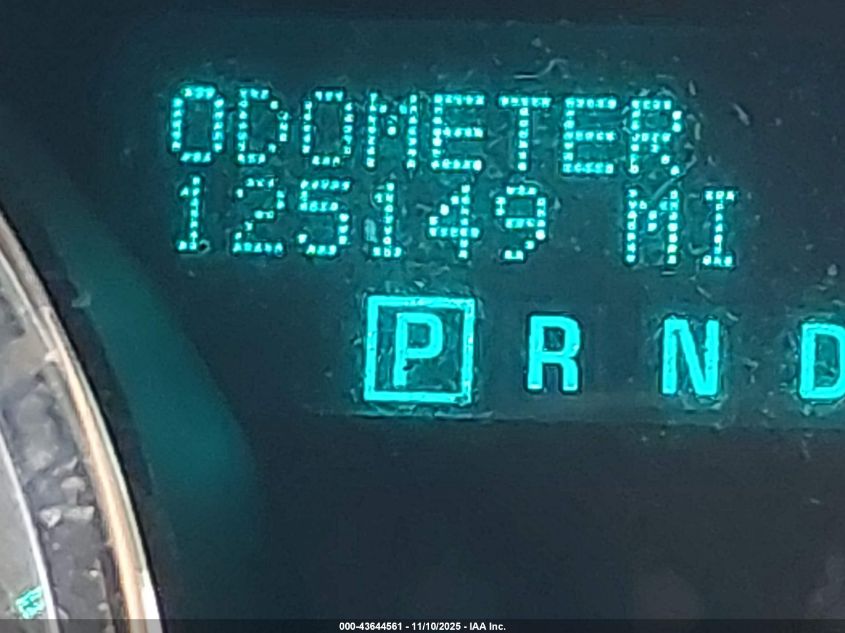 ODOMETER
125149 MI
P R N D
000-43644561 - 11/10/2025 - IAA Inc.